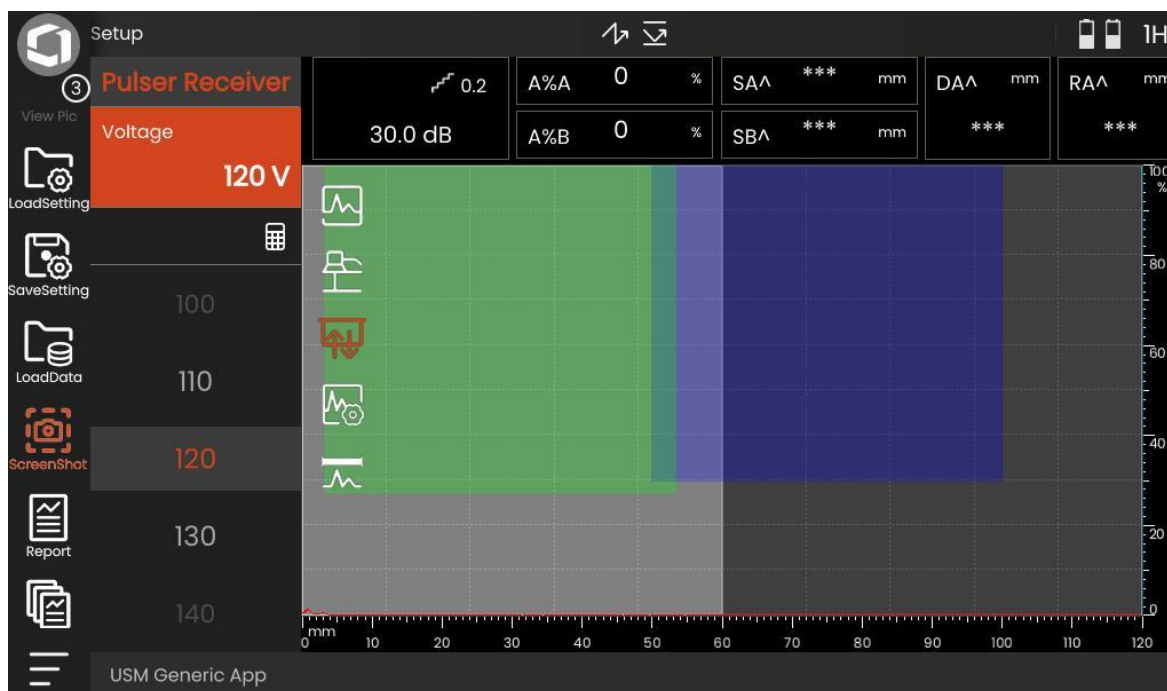 Setup
1H
3
View Pic
LoadSetting
SaveSetting
LoadData
ScreenShot
Report
Pulser Receiver
Voltage
120 V
100
110
120
130
140
0.2
30.0 dB
A%A 0 %
A%B 0 %
SA^ *** mm
SB^ *** mm
DA^ mm
***
RA^ mm
***
100
%
80
60
40
20
0
mm
0 10 20 30 40 50 60 70 80 90 100 110 120
USM Generic App